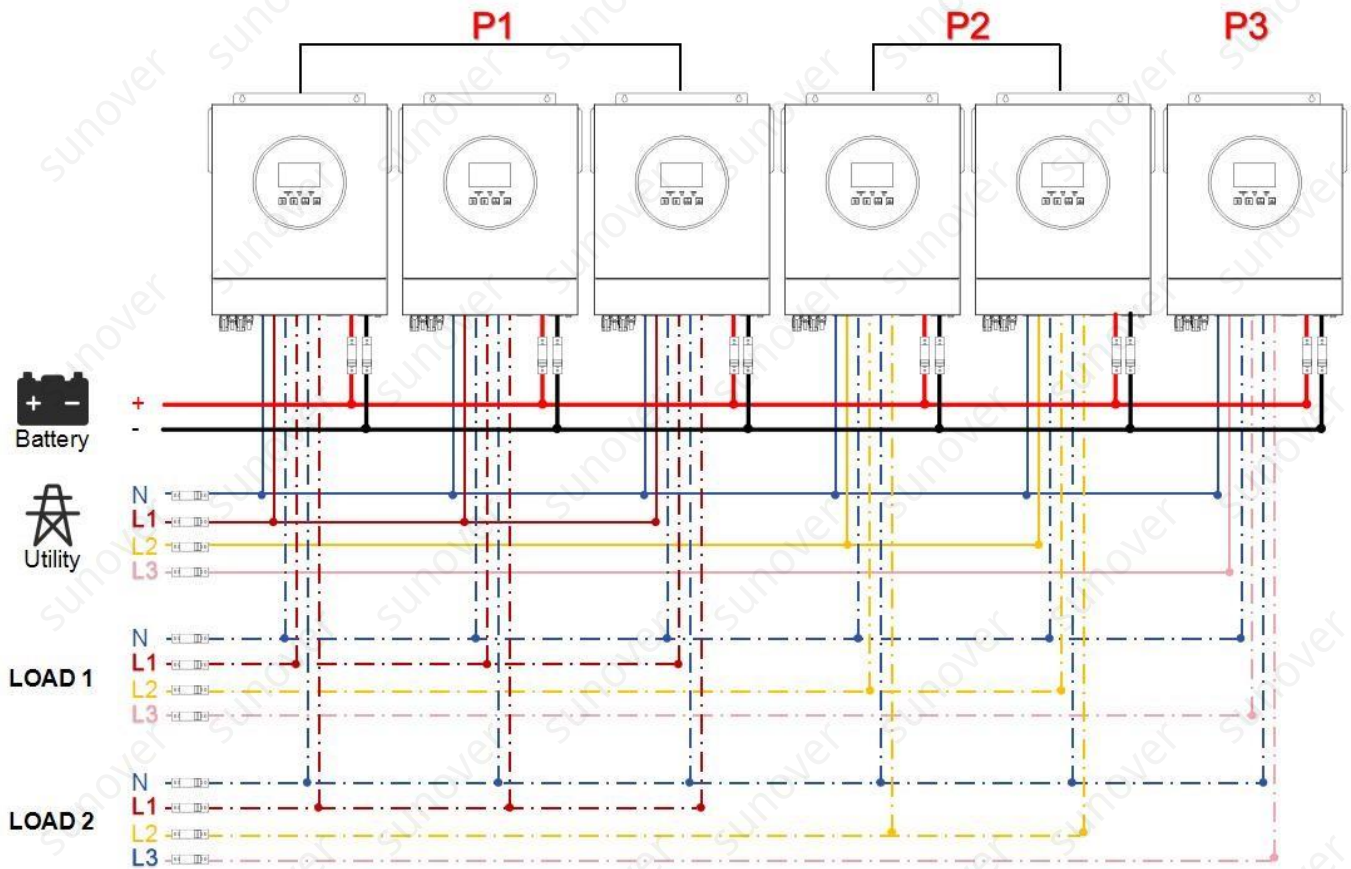 P1
P2
P3
+ -
Battery
+
-
N
L1
L2
L3
Utility
N
L1
L2
L3
LOAD 1
N
L1
L2
L3
LOAD 2
sunover